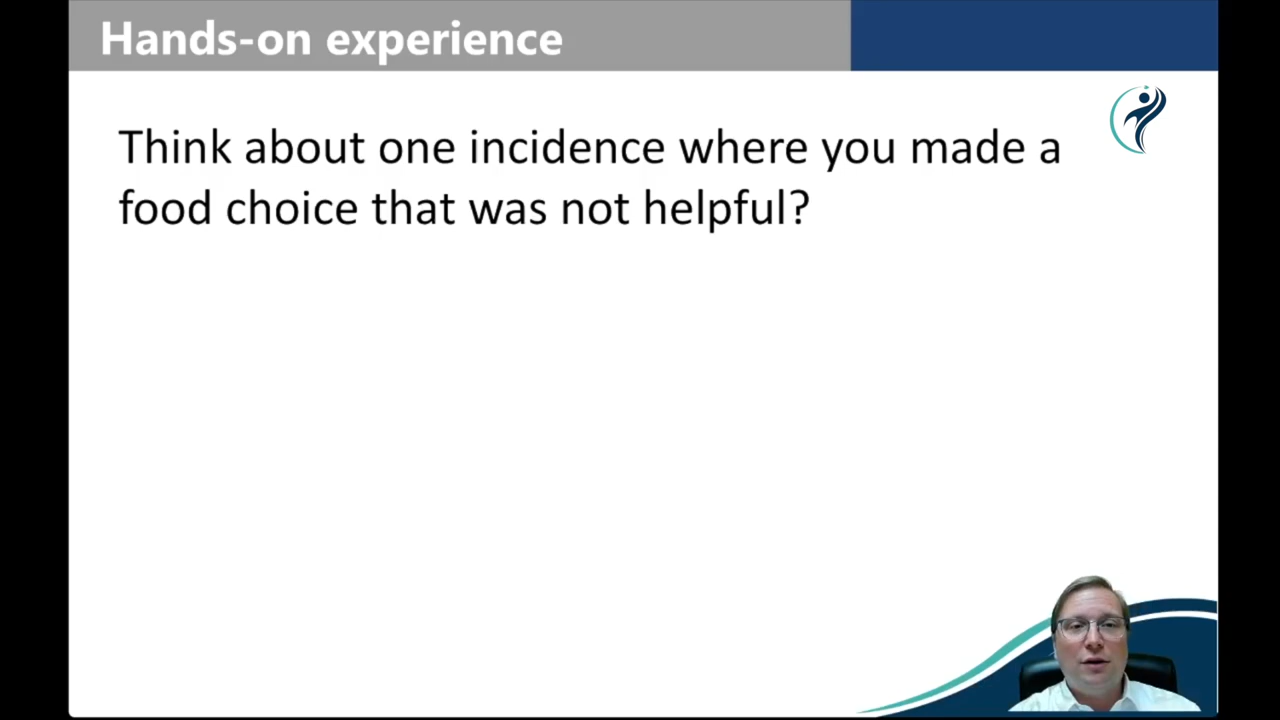 Hands-on experience
Think about one incidence where you made a
food choice that was not helpful?